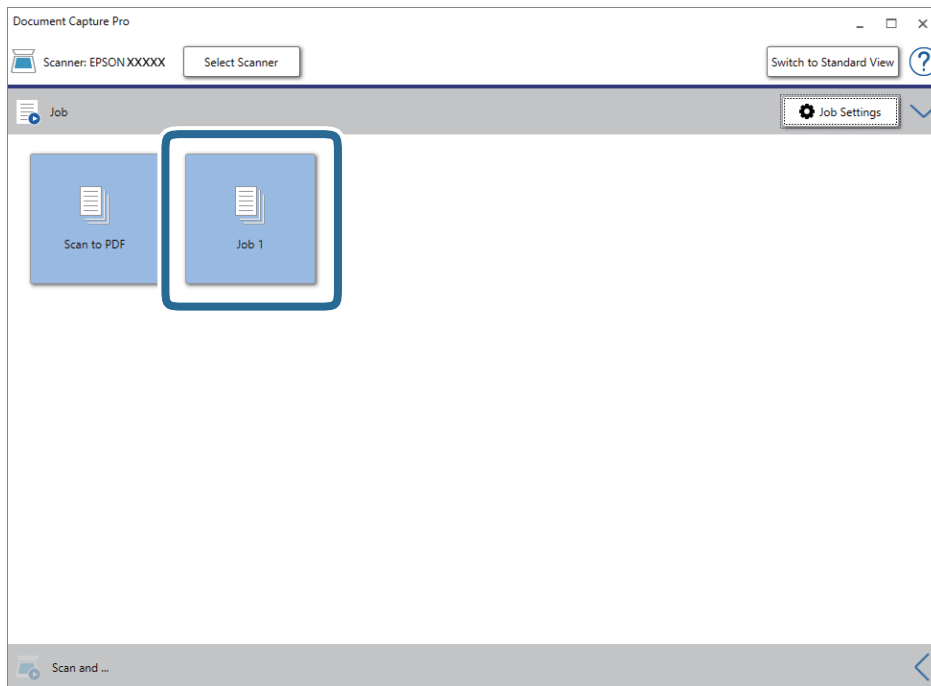 Document Capture Pro
Scanner: EPSON XXXXX
Select Scanner
Switch to Standard View
?
Job
Job Settings
Scan to PDF
Job 1
Scan and ...